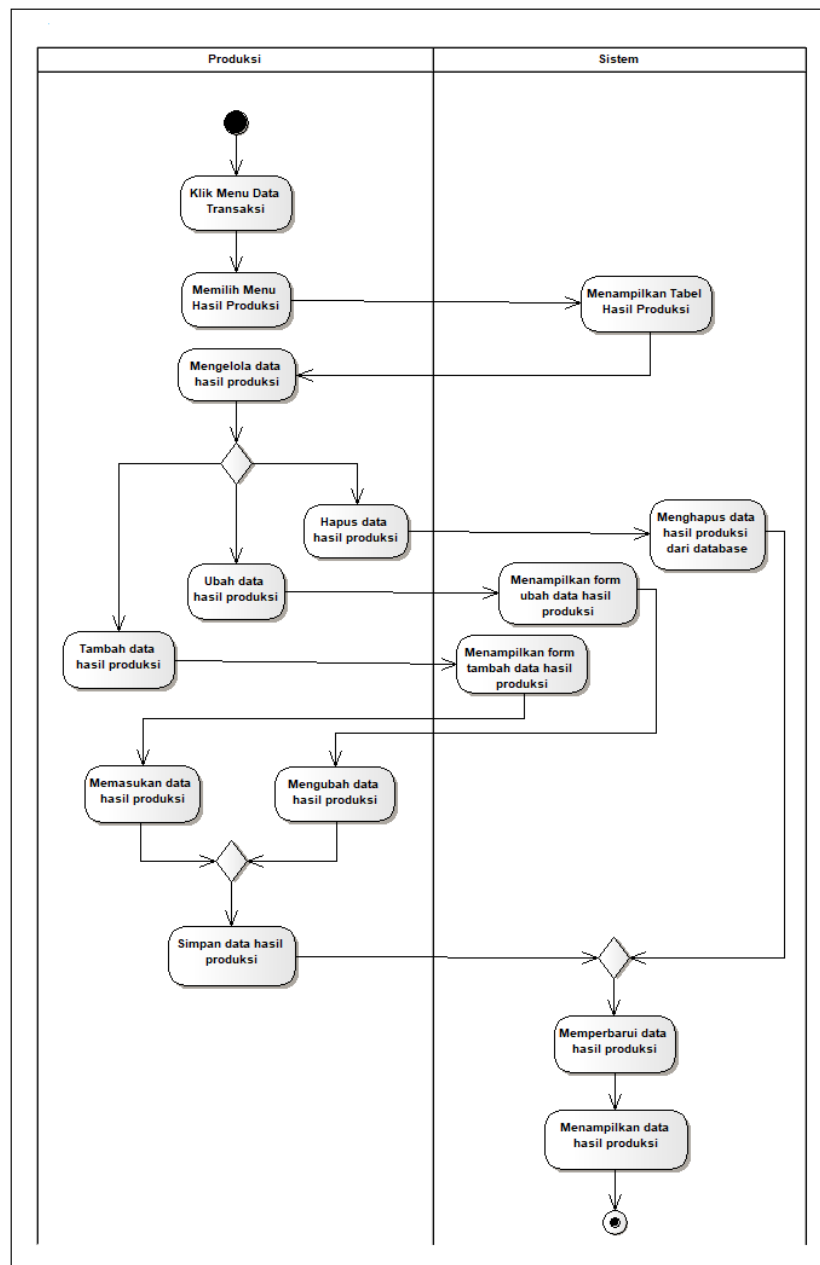 Produksi
Sistem
Klik Menu Data
Transaksi
Memilih Menu
Hasil Produksi
Menampilkan Tabel
Hasil Produksi
Mengelola data
hasil produksi
Hapus data
hasil produksi
Menghapus data
hasil produksi
dari database
Ubah data
hasil produksi
Menampilkan form
ubah data hasil
produksi
Tambah data
hasil produksi
Menampilkan form
tambah data hasil
produksi
Memasukan data
hasil produksi
Mengubah data
hasil produksi
Simpan data hasil
produksi
Memperbarui data
hasil produksi
Menampilkan data
hasil produksi